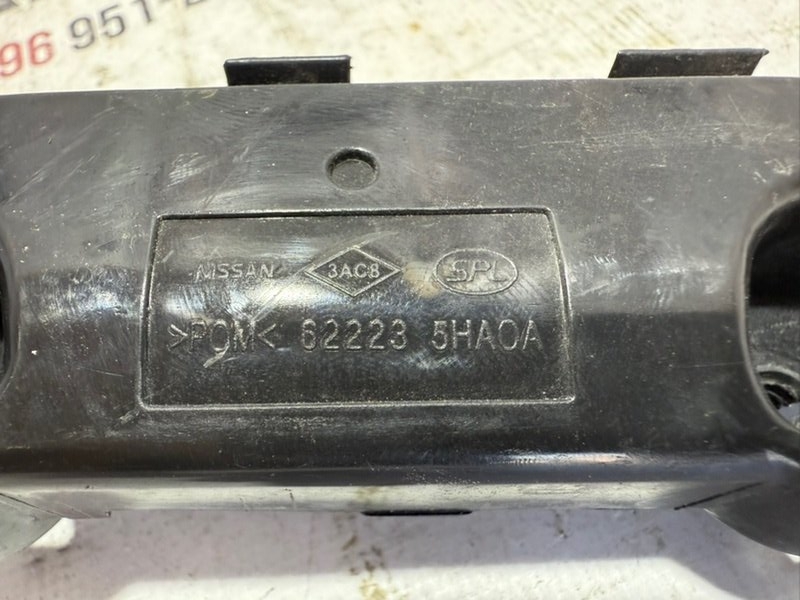 96 951-
NISSAN 3AC8 SPL
>POM< 62223 5HA0A